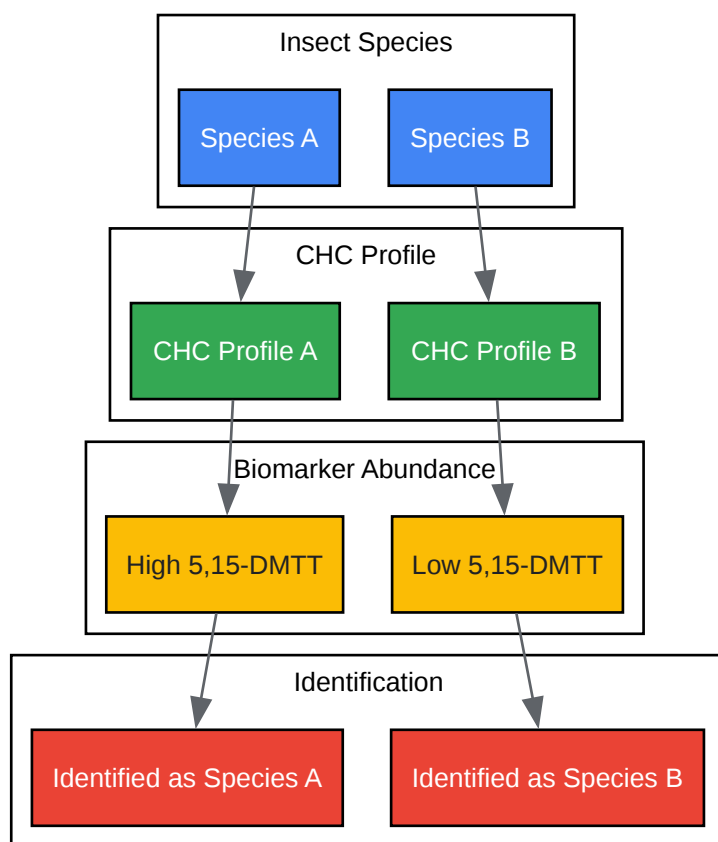 Insect Species
Species A
Species B
CHC Profile
CHC Profile A
CHC Profile B
Biomarker Abundance
High 5,15-DMTT
Low 5,15-DMTT
Identification
Identified as Species A
Identified as Species B